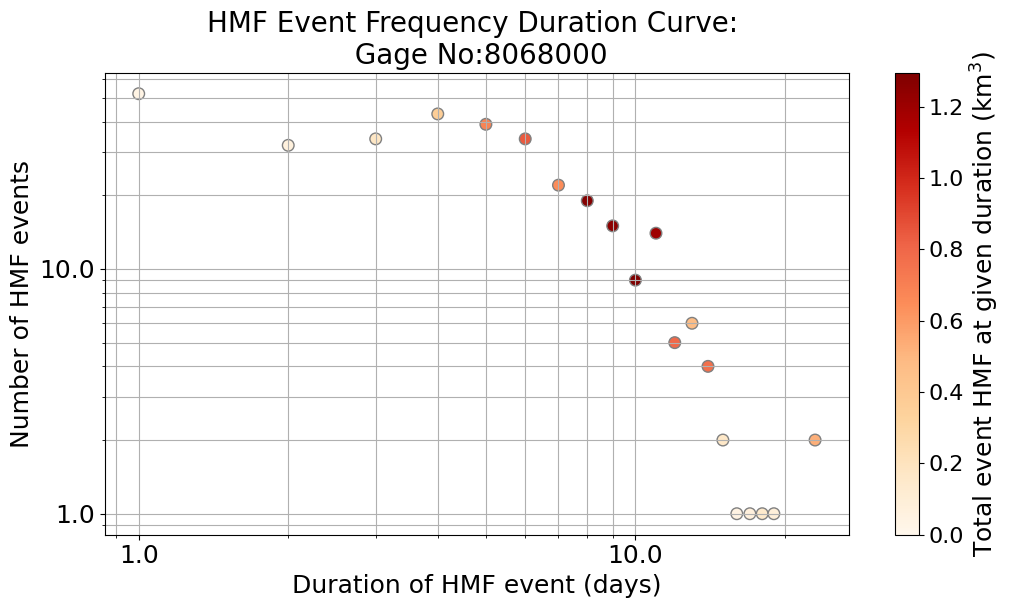 HMF Event Frequency Duration Curve:
Gage No:8068000
Number of HMF events
10.0
1.0
1.0
10.0
Duration of HMF event (days)
1.2
1.0
0.8
0.6
0.4
0.2
0.0
Total event HMF at given duration (km³)